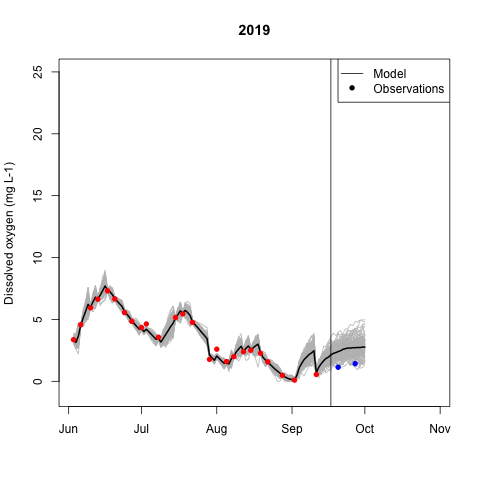 2019
Dissolved oxygen (mg L-1)
25
20
15
10
5
0
Model
Observations
Jun Jul Aug Sep Oct Nov